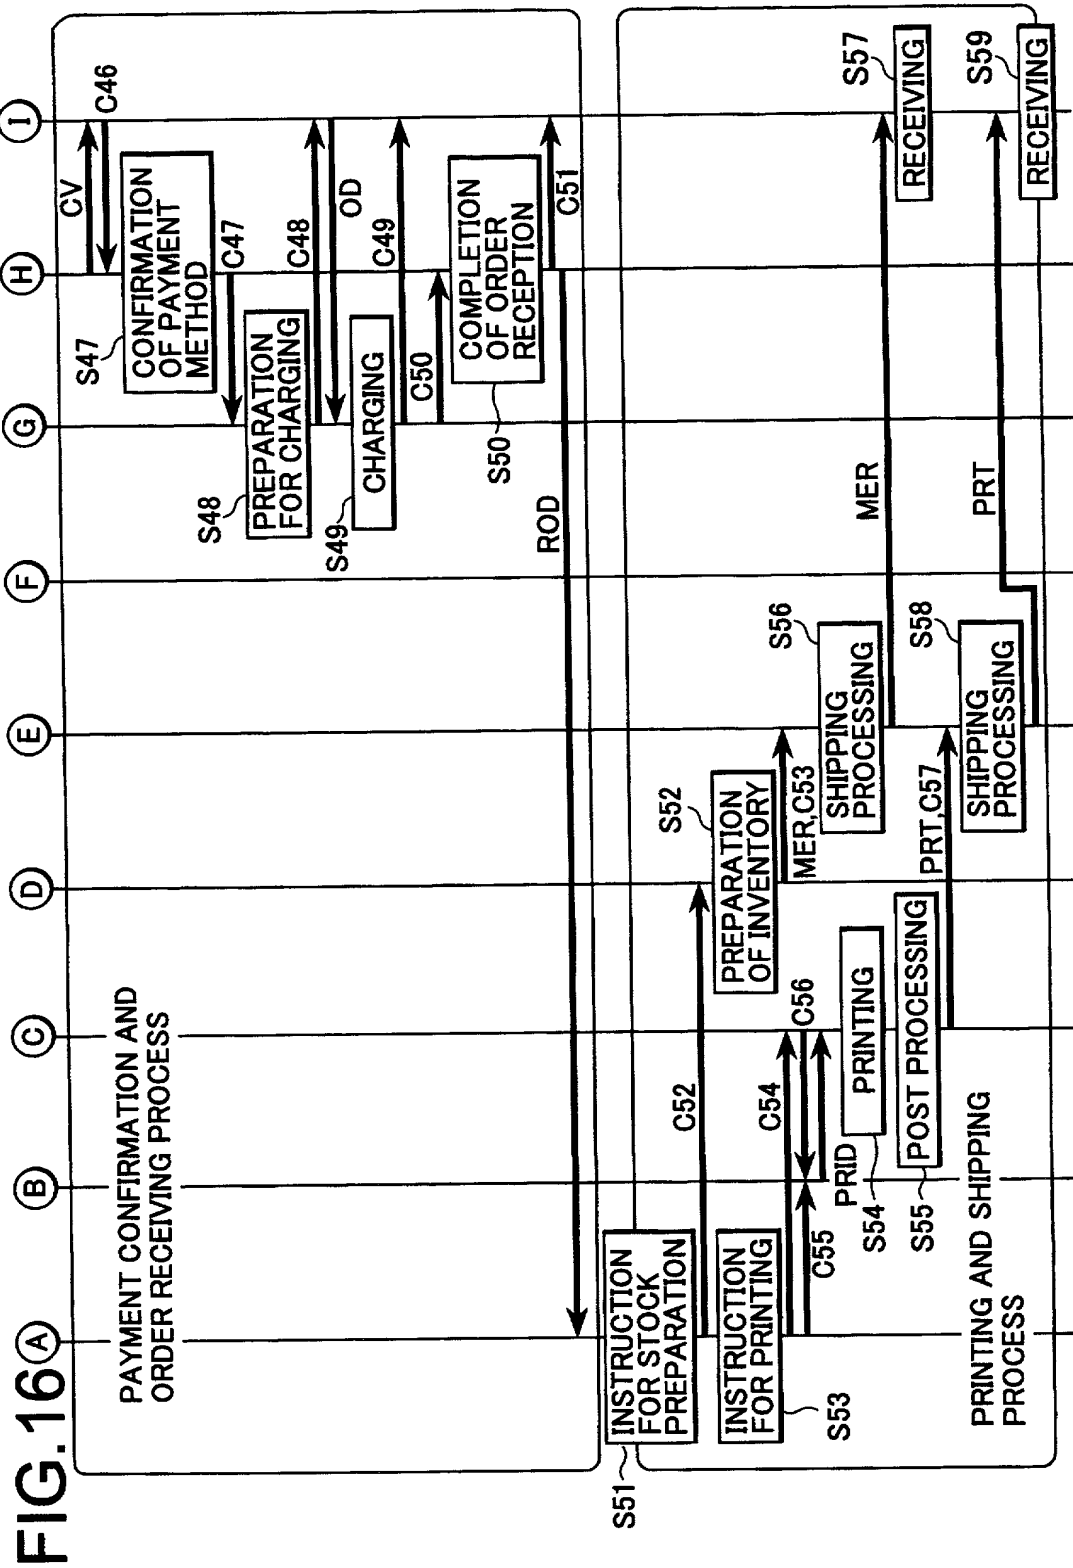 FIG.16
A
B
C
D
E
F
G
H
I
PAYMENT CONFIRMATION AND
ORDER RECEIVING PROCESS
CV
C46
S47
CONFIRMATION
OF PAYMENT
METHOD
C47
S48
PREPARATION
FOR CHARGING
C48
OD
S49
CHARGING
C49
C50
S50
COMPLETION
OF ORDER
RECEPTION
C51
ROD
S51
INSTRUCTION
FOR STOCK
PREPARATION
C52
S52
PREPARATION
OF INVENTORY
INSTRUCTION
FOR PRINTING
S53
MER,C53
C54
C55
C56
PRID
S54
PRINTING
S55
POST PROCESSING
S56
SHIPPING
PROCESSING
MER
S57
RECEIVING
PRT,C57
S58
SHIPPING
PROCESSING
PRT
S59
RECEIVING
PRINTING AND SHIPPING
PROCESS